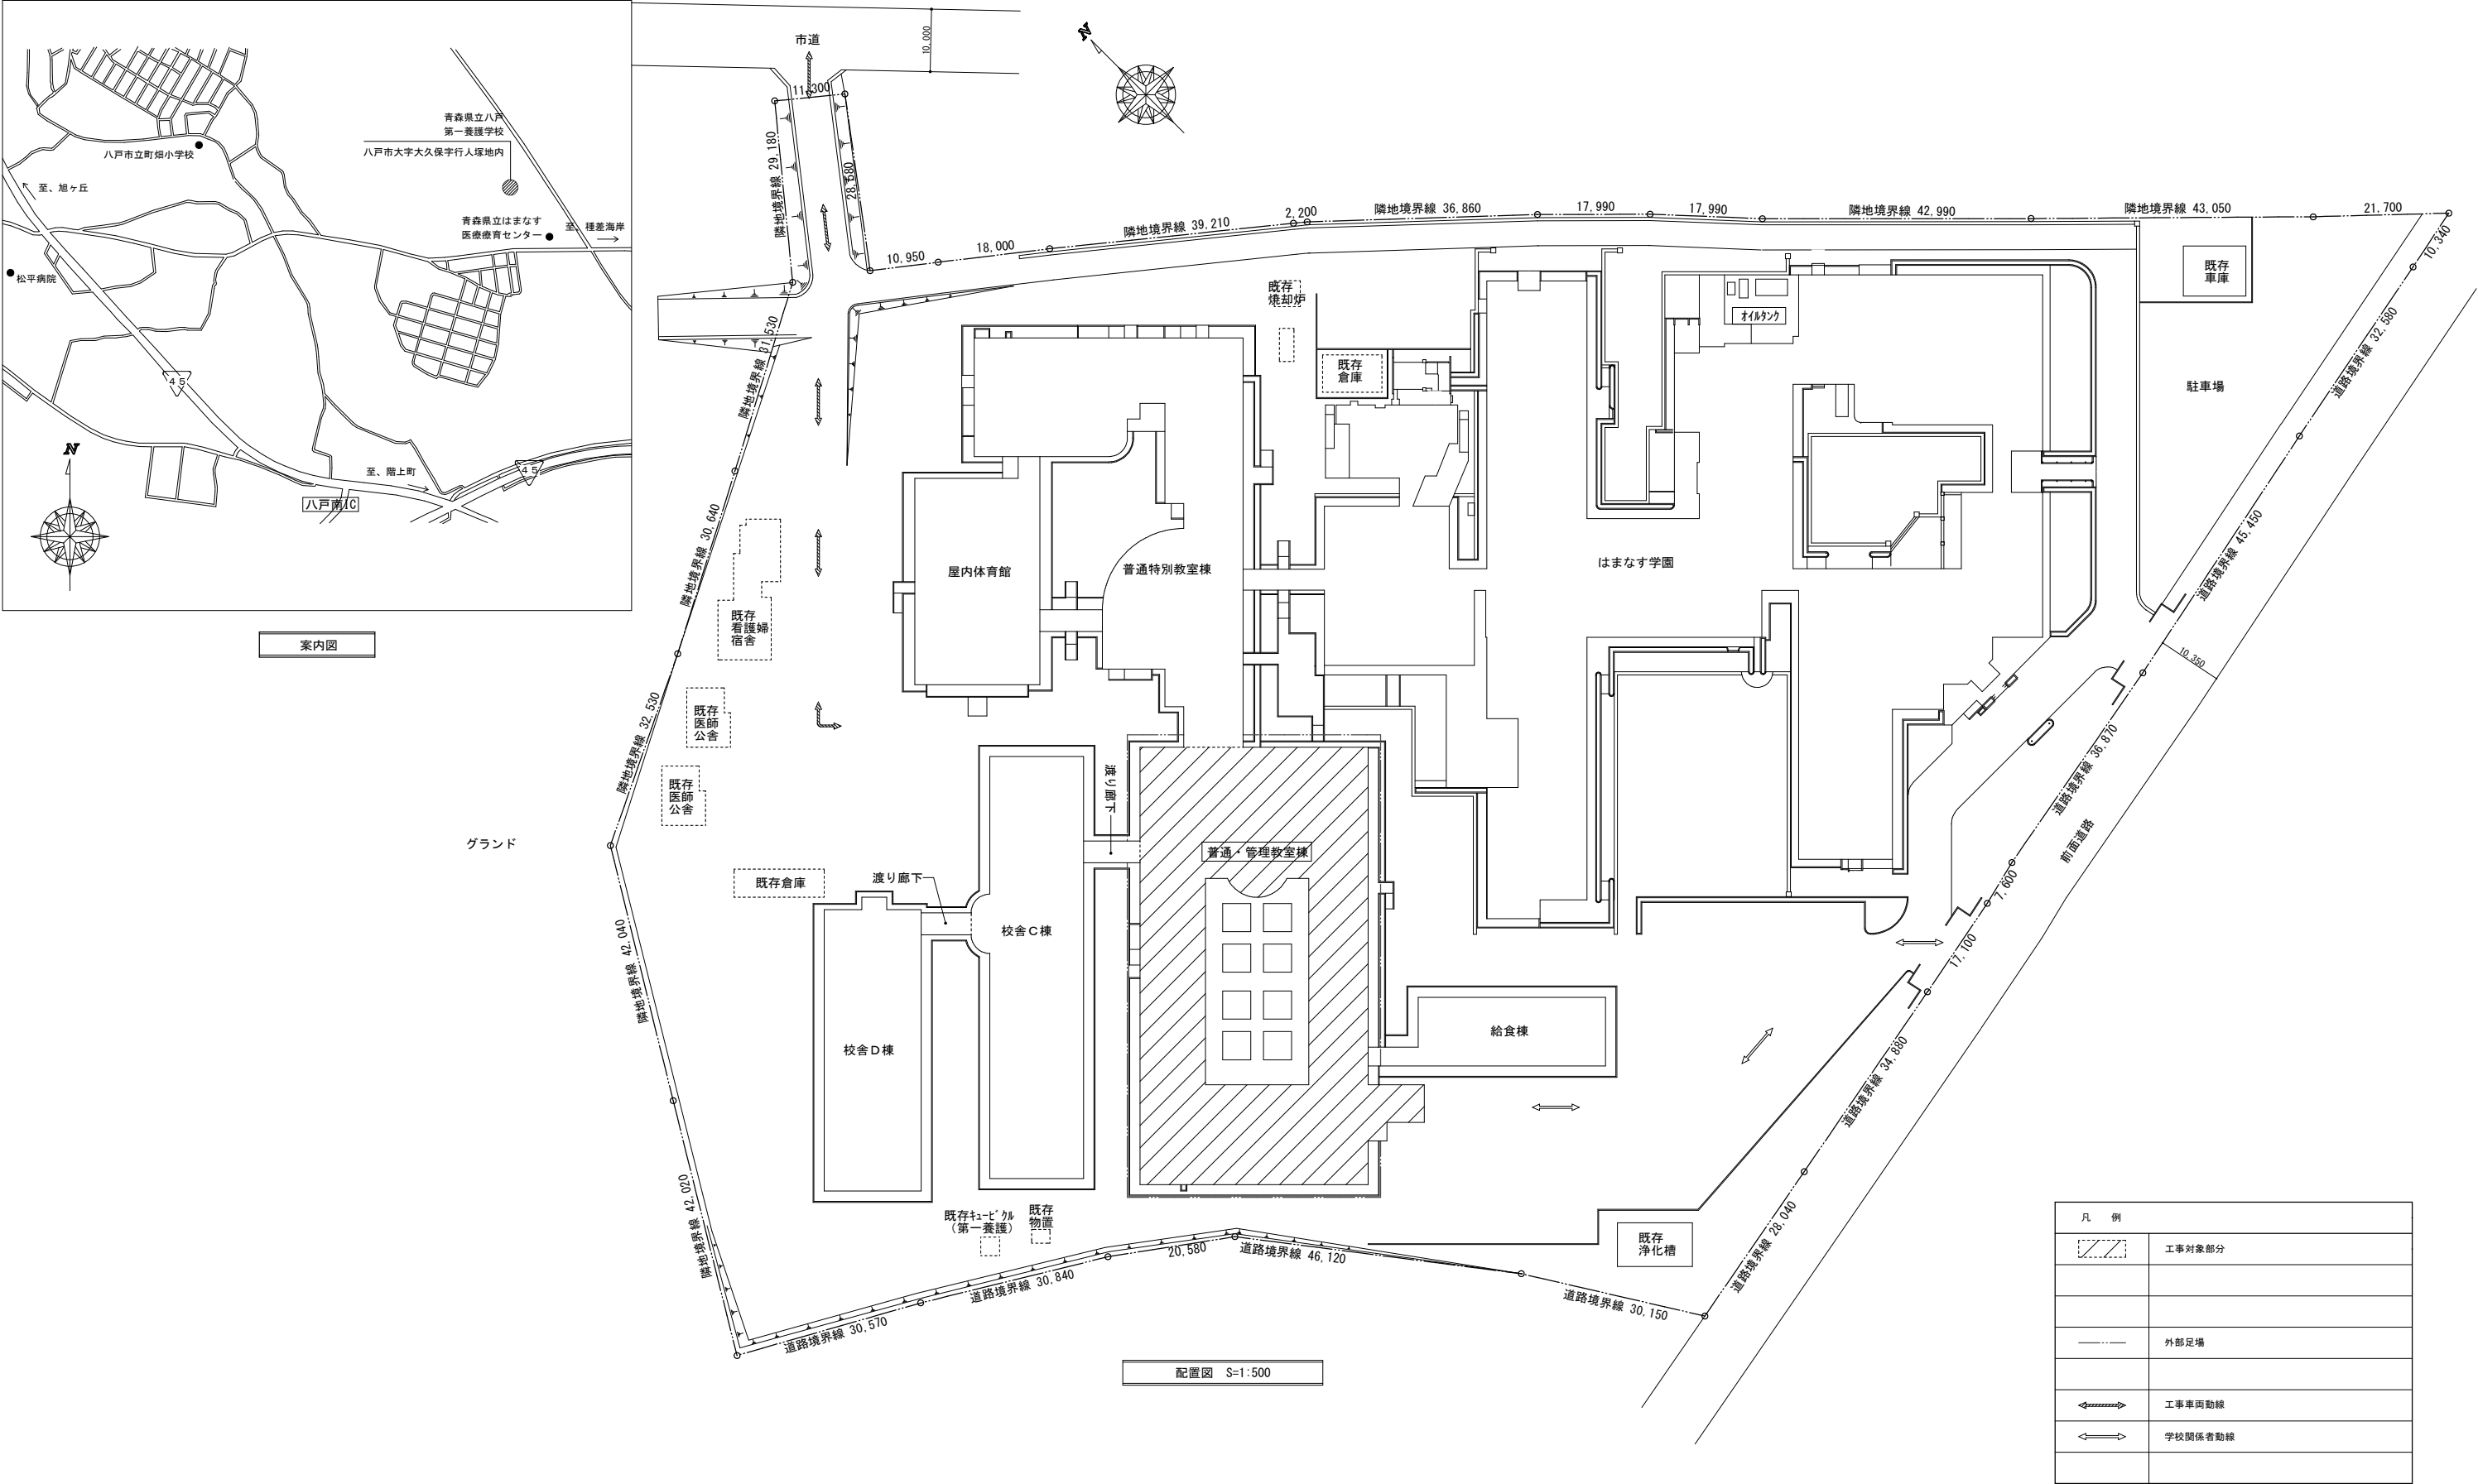 青森県立八戸
第一養護学校
八戸市大字大久保字行人塚地内
八戸市立町畑小学校
至、旭ヶ丘
青森県立はまなす
医療療育センター
至、種差海岸
松平病院
45
45
至、階上町
八戸南IC
N
案内図
市道
10,000
N
11,300
隣地境界線 29,180
28,580
10,950
18,000
隣地境界線 39,210
2,200
隣地境界線 36,860
17,990
17,990
隣地境界線 42,990
隣地境界線 43,050
21,700
10,340
道路境界線 32,580
道路境界線 45,450
10,350
道路境界線 36,870
前面道路
7,600
17,100
道路境界線 34,880
道路境界線 28,040
道路境界線 30,150
道路境界線 46,120
20,580
道路境界線 30,840
道路境界線 30,570
隣地境界線 42,020
隣地境界線 42,040
隣地境界線 32,530
隣地境界線 30,640
隣地境界線 31,530
既存
焼却炉
既存
倉庫
オイルタンク
既存
車庫
駐車場
屋内体育館
普通特別教室棟
はまなす学園
既存
看護婦
宿舎
既存
医師
公舎
既存
医師
公舎
グランド
既存倉庫
渡り廊下
渡り廊下
普通・管理教室棟
校舎C棟
校舎D棟
給食棟
既存キュービクル
(第一養護)
既存
物置
既存
浄化槽
配置図 S=1:500
凡 例
工事対象部分
外部足場
工事車両動線
学校関係者動線